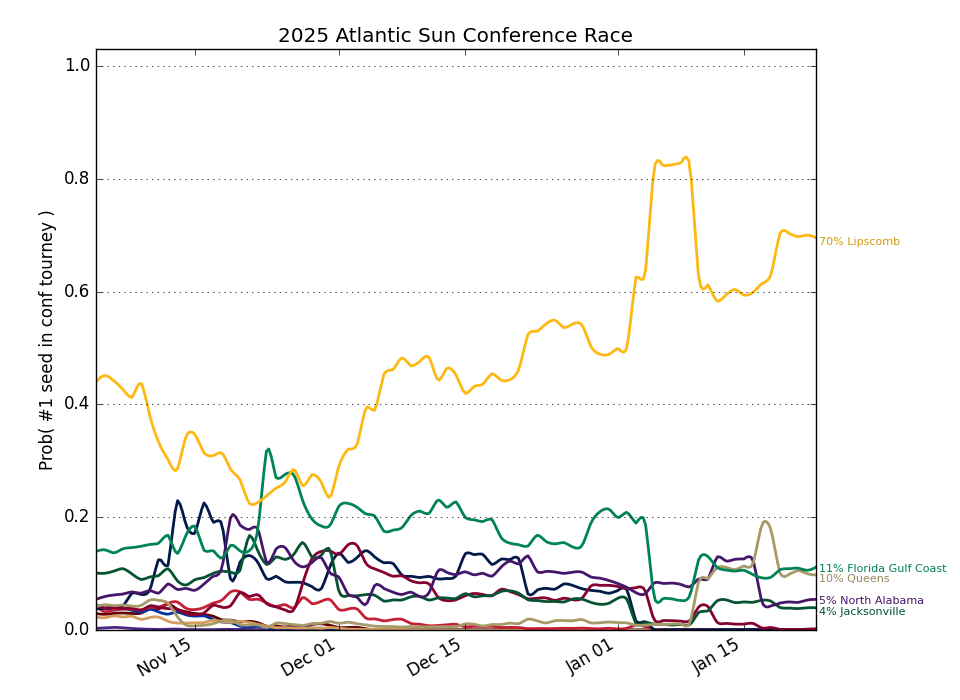 2025 Atlantic Sun Conference Race
Prob( #1 seed in conf tourney )
1.0
0.8
0.6
0.4
0.2
0.0
70% Lipscomb
11% Florida Gulf Coast
10% Queens
5% North Alabama
4% Jacksonville
Nov 15
Dec 01
Dec 15
Jan 01
Jan 15